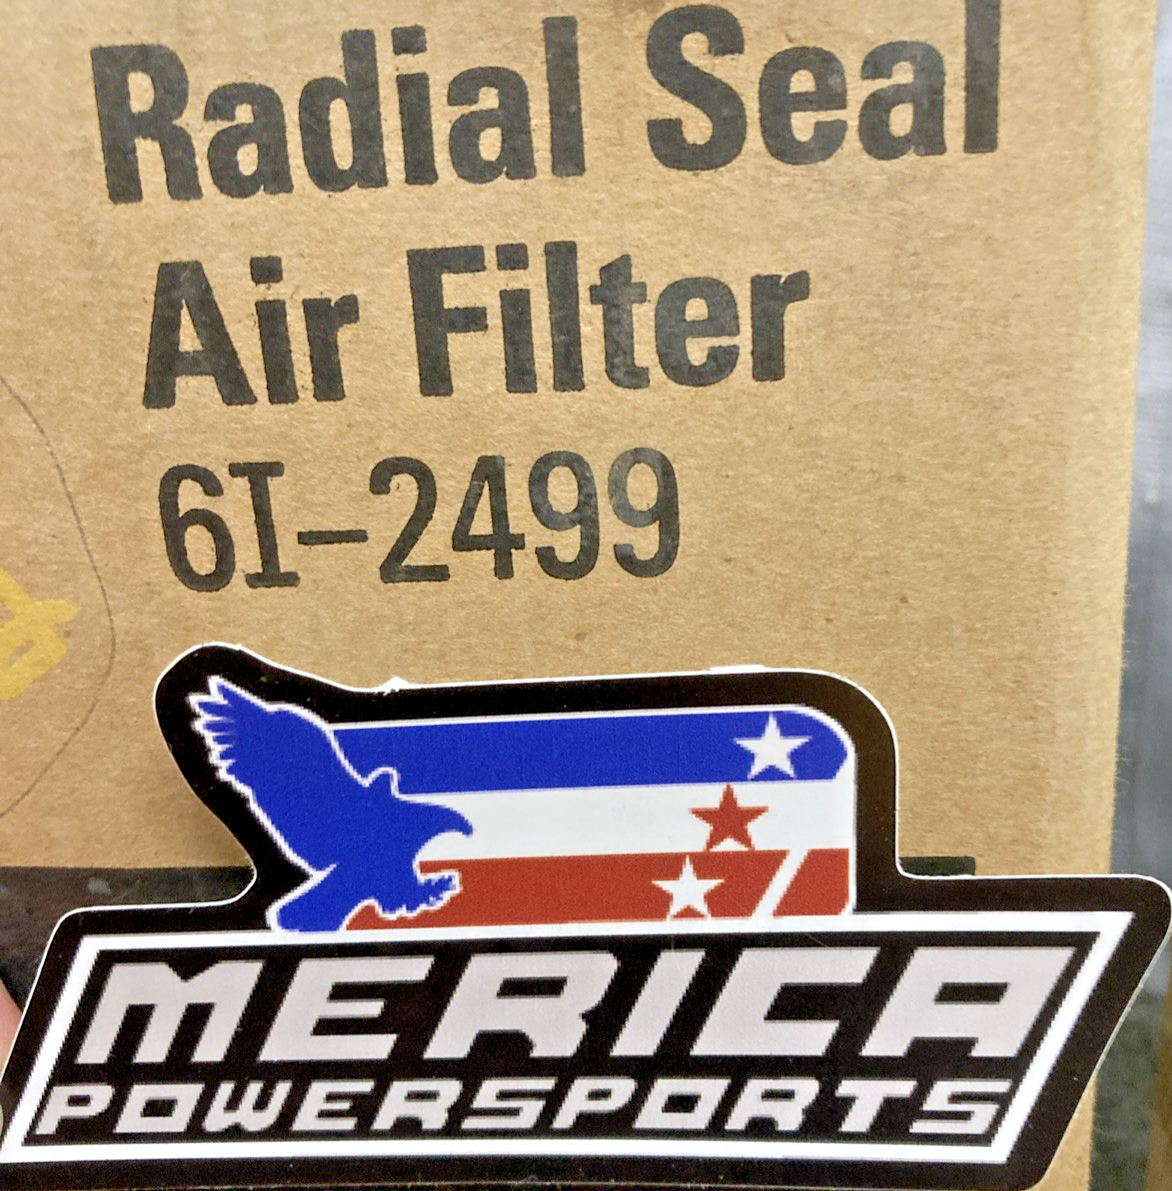 Radial Seal
Air Filter
6I-2499
MERICA
POWERSPORTS